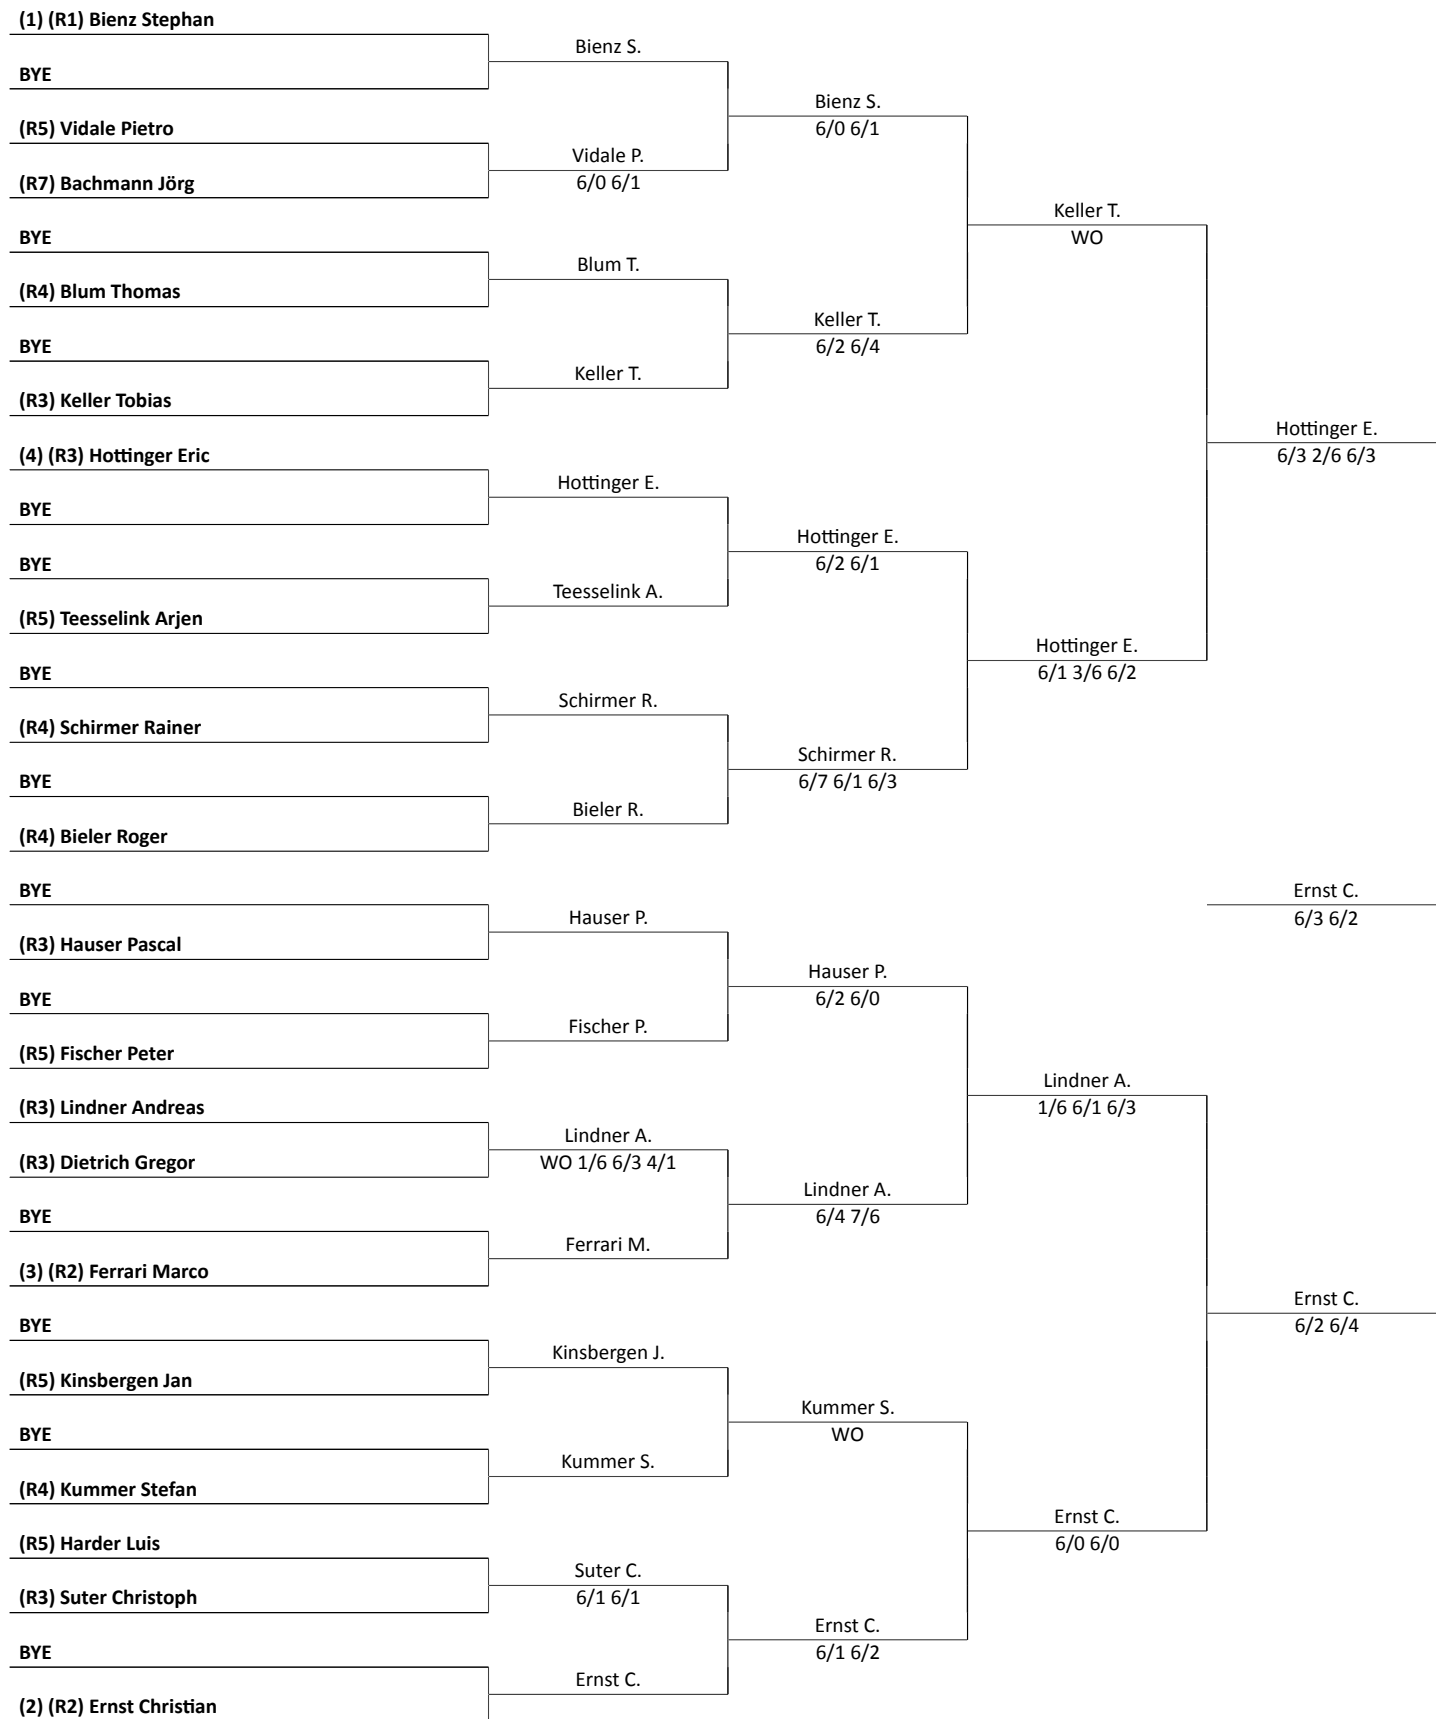 (1) (R1) Bienz Stephan
Bienz S.
BYE
Bienz S.
6/0 6/1
(R5) Vidale Pietro
Vidale P.
6/0 6/1
(R7) Bachmann Jörg
Keller T.
WO
BYE
Blum T.
(R4) Blum Thomas
Keller T.
6/2 6/4
BYE
Keller T.
(R3) Keller Tobias
Hottinger E.
6/3 2/6 6/3
(4) (R3) Hottinger Eric
Hottinger E.
BYE
Hottinger E.
6/2 6/1
BYE
Teesselink A.
(R5) Teesselink Arjen
Hottinger E.
6/1 3/6 6/2
BYE
Schirmer R.
(R4) Schirmer Rainer
Schirmer R.
6/7 6/1 6/3
BYE
Bieler R.
(R4) Bieler Roger
BYE
Ernst C.
6/3 6/2
Hauser P.
(R3) Hauser Pascal
Hauser P.
6/2 6/0
BYE
Fischer P.
(R5) Fischer Peter
Lindner A.
1/6 6/1 6/3
(R3) Lindner Andreas
Lindner A.
WO 1/6 6/3 4/1
(R3) Dietrich Gregor
Lindner A.
6/4 7/6
BYE
Ferrari M.
(3) (R2) Ferrari Marco
Ernst C.
6/2 6/4
BYE
Kinsbergen J.
(R5) Kinsbergen Jan
Kummer S.
WO
BYE
Kummer S.
(R4) Kummer Stefan
Ernst C.
6/0 6/0
(R5) Harder Luis
Suter C.
6/1 6/1
(R3) Suter Christoph
Ernst C.
6/1 6/2
BYE
Ernst C.
(2) (R2) Ernst Christian